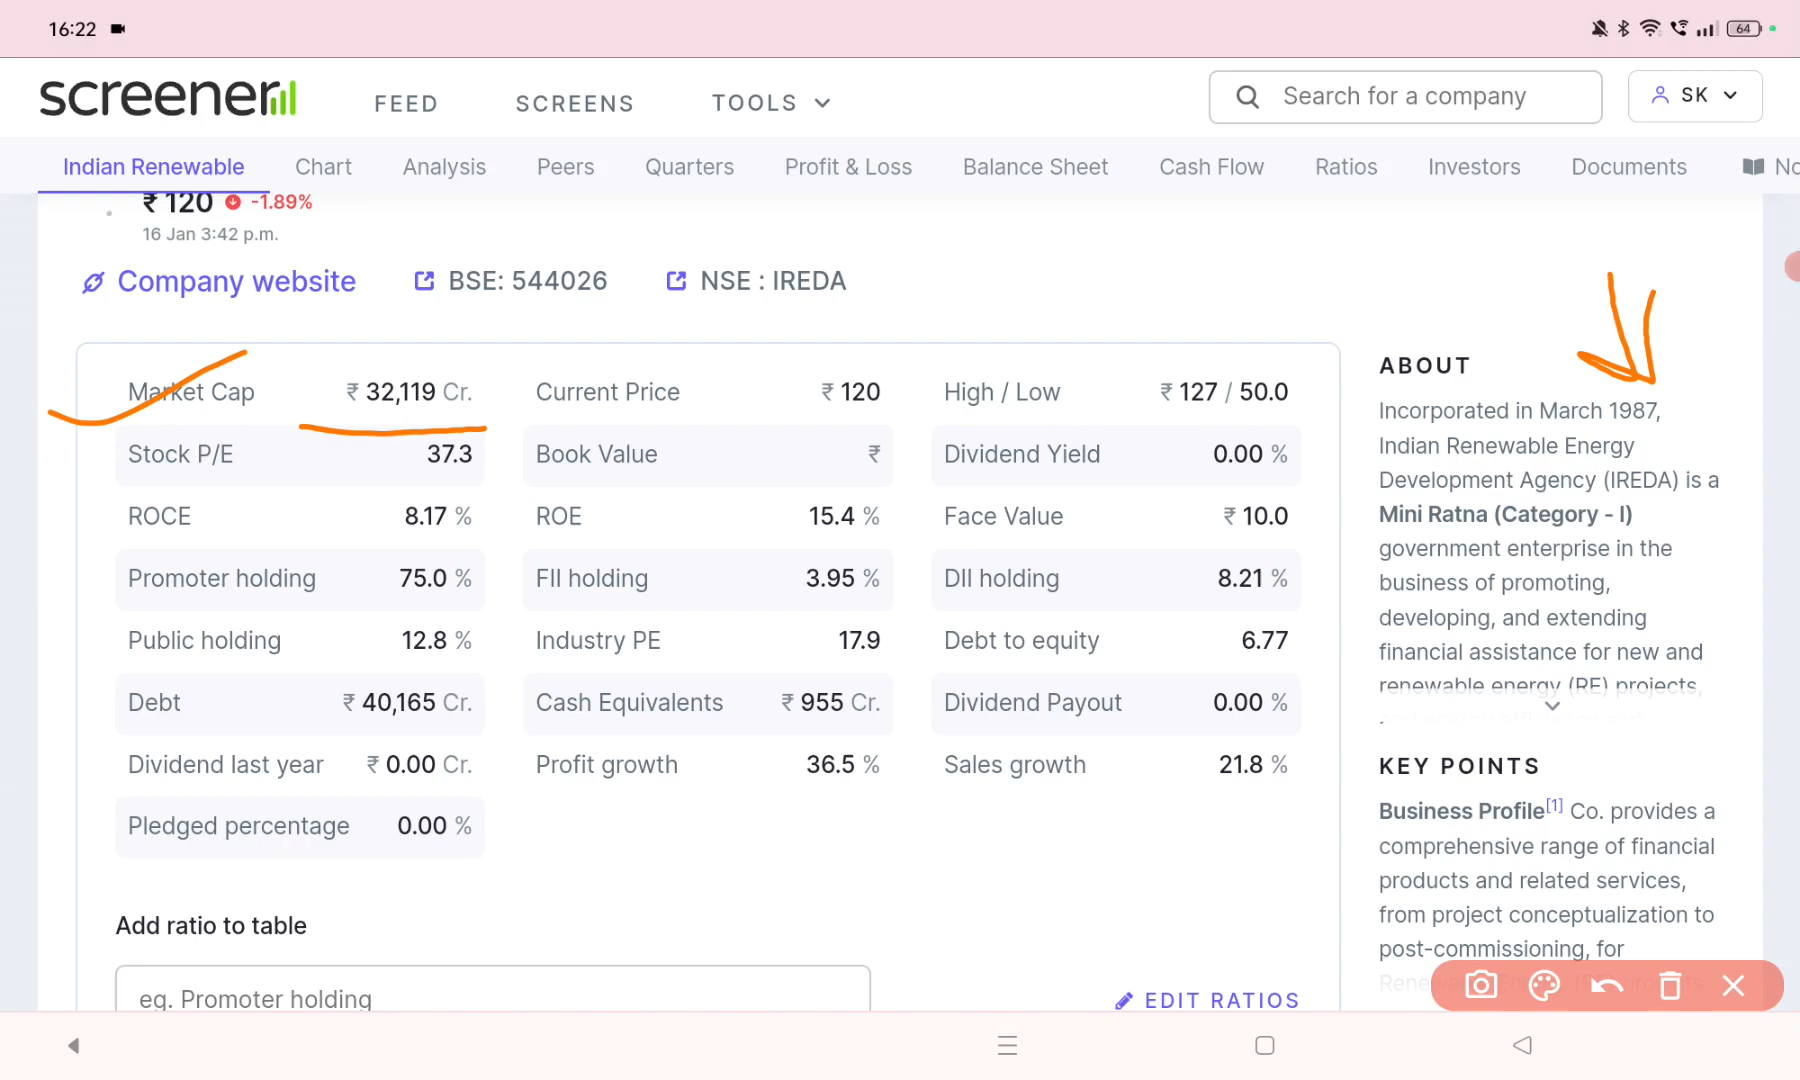 16:22
64
screener
FEED
SCREENS
TOOLS
Search for a company
SK
Indian Renewable
Chart
Analysis
Peers
Quarters
Profit & Loss
Balance Sheet
Cash Flow
Ratios
Investors
Documents
₹ 120 -1.89%
16 Jan 3:42 p.m.
Company website
BSE: 544026
NSE : IREDA
Market Cap ₹ 32,119 Cr.
Current Price ₹ 120
High / Low ₹ 127 / 50.0
Stock P/E 37.3
Book Value ₹
Dividend Yield 0.00 %
ROCE 8.17 %
ROE 15.4 %
Face Value ₹ 10.0
Promoter holding 75.0 %
FII holding 3.95 %
DII holding 8.21 %
Public holding 12.8 %
Industry PE 17.9
Debt to equity 6.77
Debt ₹ 40,165 Cr.
Cash Equivalents ₹ 955 Cr.
Dividend Payout 0.00 %
Dividend last year ₹ 0.00 Cr.
Profit growth 36.5 %
Sales growth 21.8 %
Pledged percentage 0.00 %
Add ratio to table
eg. Promoter holding
EDIT RATIOS
ABOUT
Incorporated in March 1987,
Indian Renewable Energy
Development Agency (IREDA) is a
Mini Ratna (Category - I)
government enterprise in the
business of promoting,
developing, and extending
financial assistance for new and
renewable energy (RE) projects,
KEY POINTS
Business Profile[1] Co. provides a
comprehensive range of financial
products and related services,
from project conceptualization to
post-commissioning, for